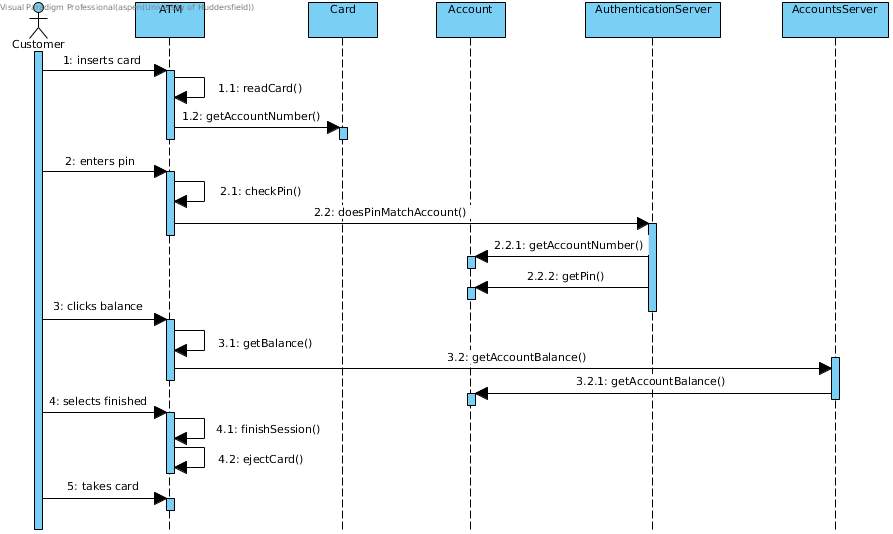 Visual Paradigm Professional(aspen(University of Huddersfield))
ATM
Card
Account
AuthenticationServer
AccountsServer
Customer
1: inserts card
1.1: readCard()
1.2: getAccountNumber()
2: enters pin
2.1: checkPin()
2.2: doesPinMatchAccount()
2.2.1: getAccountNumber()
2.2.2: getPin()
3: clicks balance
3.1: getBalance()
3.2: getAccountBalance()
3.2.1: getAccountBalance()
4: selects finished
4.1: finishSession()
4.2: ejectCard()
5: takes card